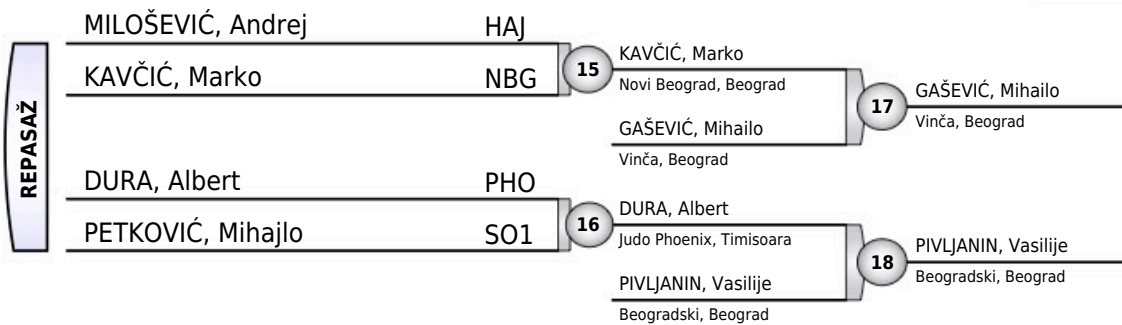 REPASAŽ
MILOŠEVIĆ, Andrej HAJ
KAVČIĆ, Marko NBG
15
KAVČIĆ, Marko
Novi Beograd, Beograd
GAŠEVIĆ, Mihailo
Vinča, Beograd
17
GAŠEVIĆ, Mihailo
Vinča, Beograd
DURA, Albert PHO
PETKOVIĆ, Mihajlo SO1
16
DURA, Albert
Judo Phoenix, Timisoara
PIVLJANIN, Vasilije
Beogradski, Beograd
18
PIVLJANIN, Vasilije
Beogradski, Beograd